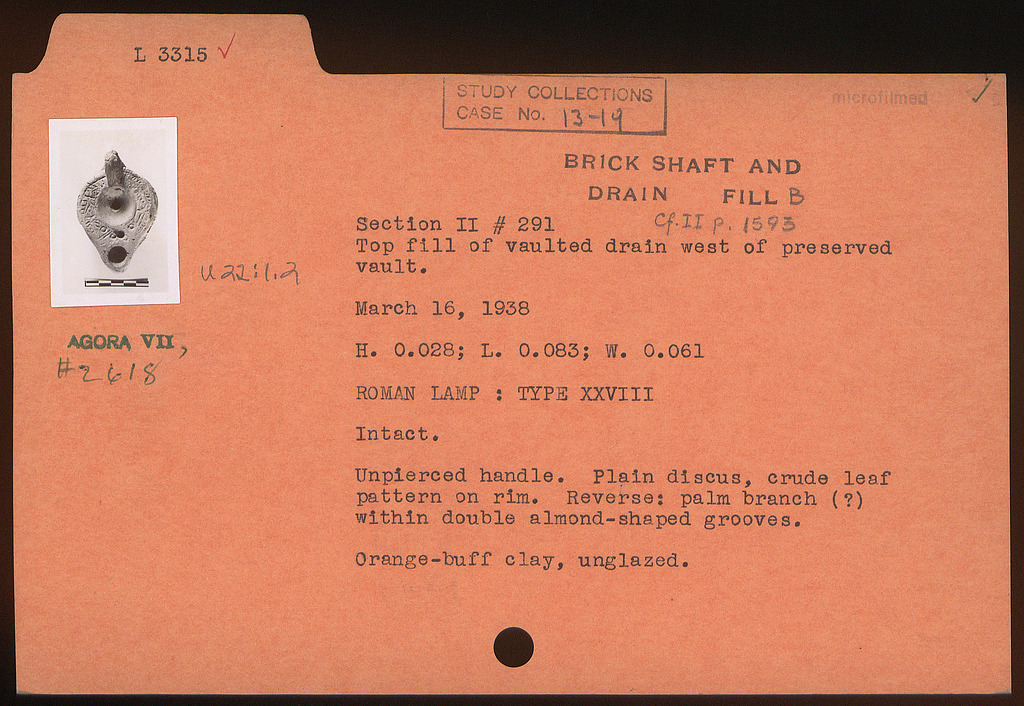 L 3315 ✓
STUDY COLLECTIONS
CASE No. 13-19
microfilmed
BRICK SHAFT AND
DRAIN FILL B
Cf. II p. 1593
Section II # 291
Top fill of vaulted drain west of preserved
vault.
U 22:1.2
March 16, 1938
AGORA VII,
#2618
H. 0.028; L. 0.083; W. 0.061
ROMAN LAMP : TYPE XXVIII
Intact.
Unpierced handle. Plain discus, crude leaf
pattern on rim. Reverse: palm branch (?)
within double almond-shaped grooves.
Orange-buff clay, unglazed.